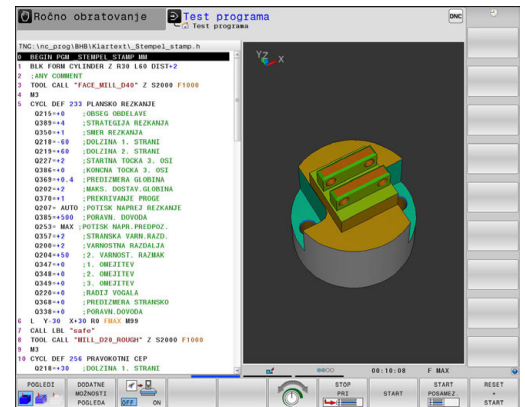 Ročno obratovanje
Test programa
Test programa
DNC
TNC:\nc_prog\BHB\Klartext\_Stempel_stamp.h
0 BEGIN PGM _STEMPEL_STAMP MM
1 BLK FORM CYLINDER Z R30 L60 DIST+2
2 ;ANY COMMENT
3 TOOL CALL "FACE_MILL_D40" Z S2000 F1000
4 M3
5 CYCL DEF 233 PLANSKO REZKANJE
Q215=+0 ;OBSEG OBDELAVE
Q389=+4 ;STRATEGIJA REZKANJA
Q350=+1 ;SMER REZKANJA
Q218=-60 ;DOLZINA 1. STRANI
Q219=+60 ;DOLZINA 2. STRANI
Q227=+2 ;STARTNA TOCKA 3. OSI
Q386=+0 ;KONCNA TOCKA 3. OSI
Q369=+0.4 ;PREDIZMERA GLOBINA
Q202=+2 ;MAKS. DOSTAV.GLOBINA
Q370=+1 ;PREKRIVANJE PROGE
Q207= AUTO ;POTISK NAPREJ REZKANJE
Q385=+500 ;PORAVN. DOVODA
Q253= MAX ;POTISK NAPR.PREDPOZ.
Q357=+2 ;STRANSKA VARN.RAZD.
Q200=+2 ;VARNOSTNA RAZDALJA
Q204=+50 ;2. VARNOST. RAZMAK
Q347=+0 ;1. OMEJITEV
Q348=+0 ;2. OMEJITEV
Q349=+0 ;3. OMEJITEV
Q220=+0 ;RADIJ VOGALA
Q368=+0 ;PREDIZMERA STRANSKO
Q338=+0 ;PORAVN.DOVODA
6 L Y-30 X+30 R0 FMAX M99
7 CALL LBL "safe"
8 TOOL CALL "MILL_D20_ROUGH" Z S2000 F1000
9 M3
10 CYCL DEF 256 PRAVOKOTNI CEP
Q218=+30 ;DOLZINA 1. STRANI
Y Z X
00:10:08 F MAX
POGLEDI
DODATNE MOŽNOSTI POGLEDA
OFF ON
STOP PRI
START
START POSAMEZ.
RESET + START